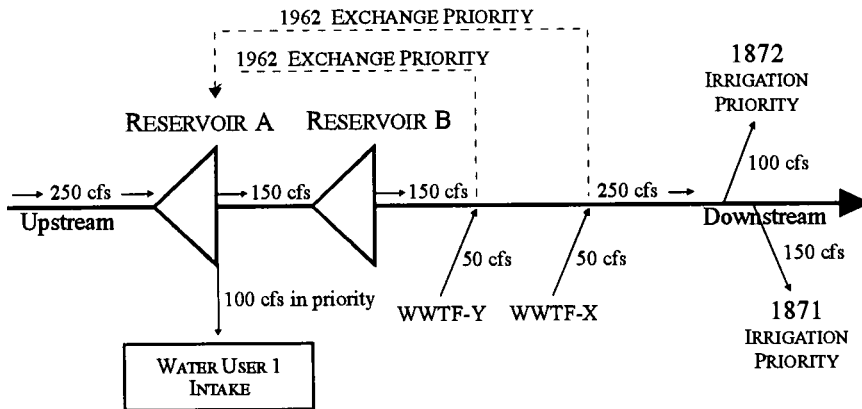 1962 EXCHANGE PRIORITY
1962 EXCHANGE PRIORITY
1872
IRRIGATION
PRIORITY
RESERVOIR A
RESERVOIR B
100 cfs
250 cfs
150 cfs
150 cfs
250 cfs
Upstream
Downstream
50 cfs
50 cfs
150 cfs
100 cfs in priority
WWTF-Y
WWTF-X
1871
IRRIGATION
PRIORITY
WATER USER 1
INTAKE